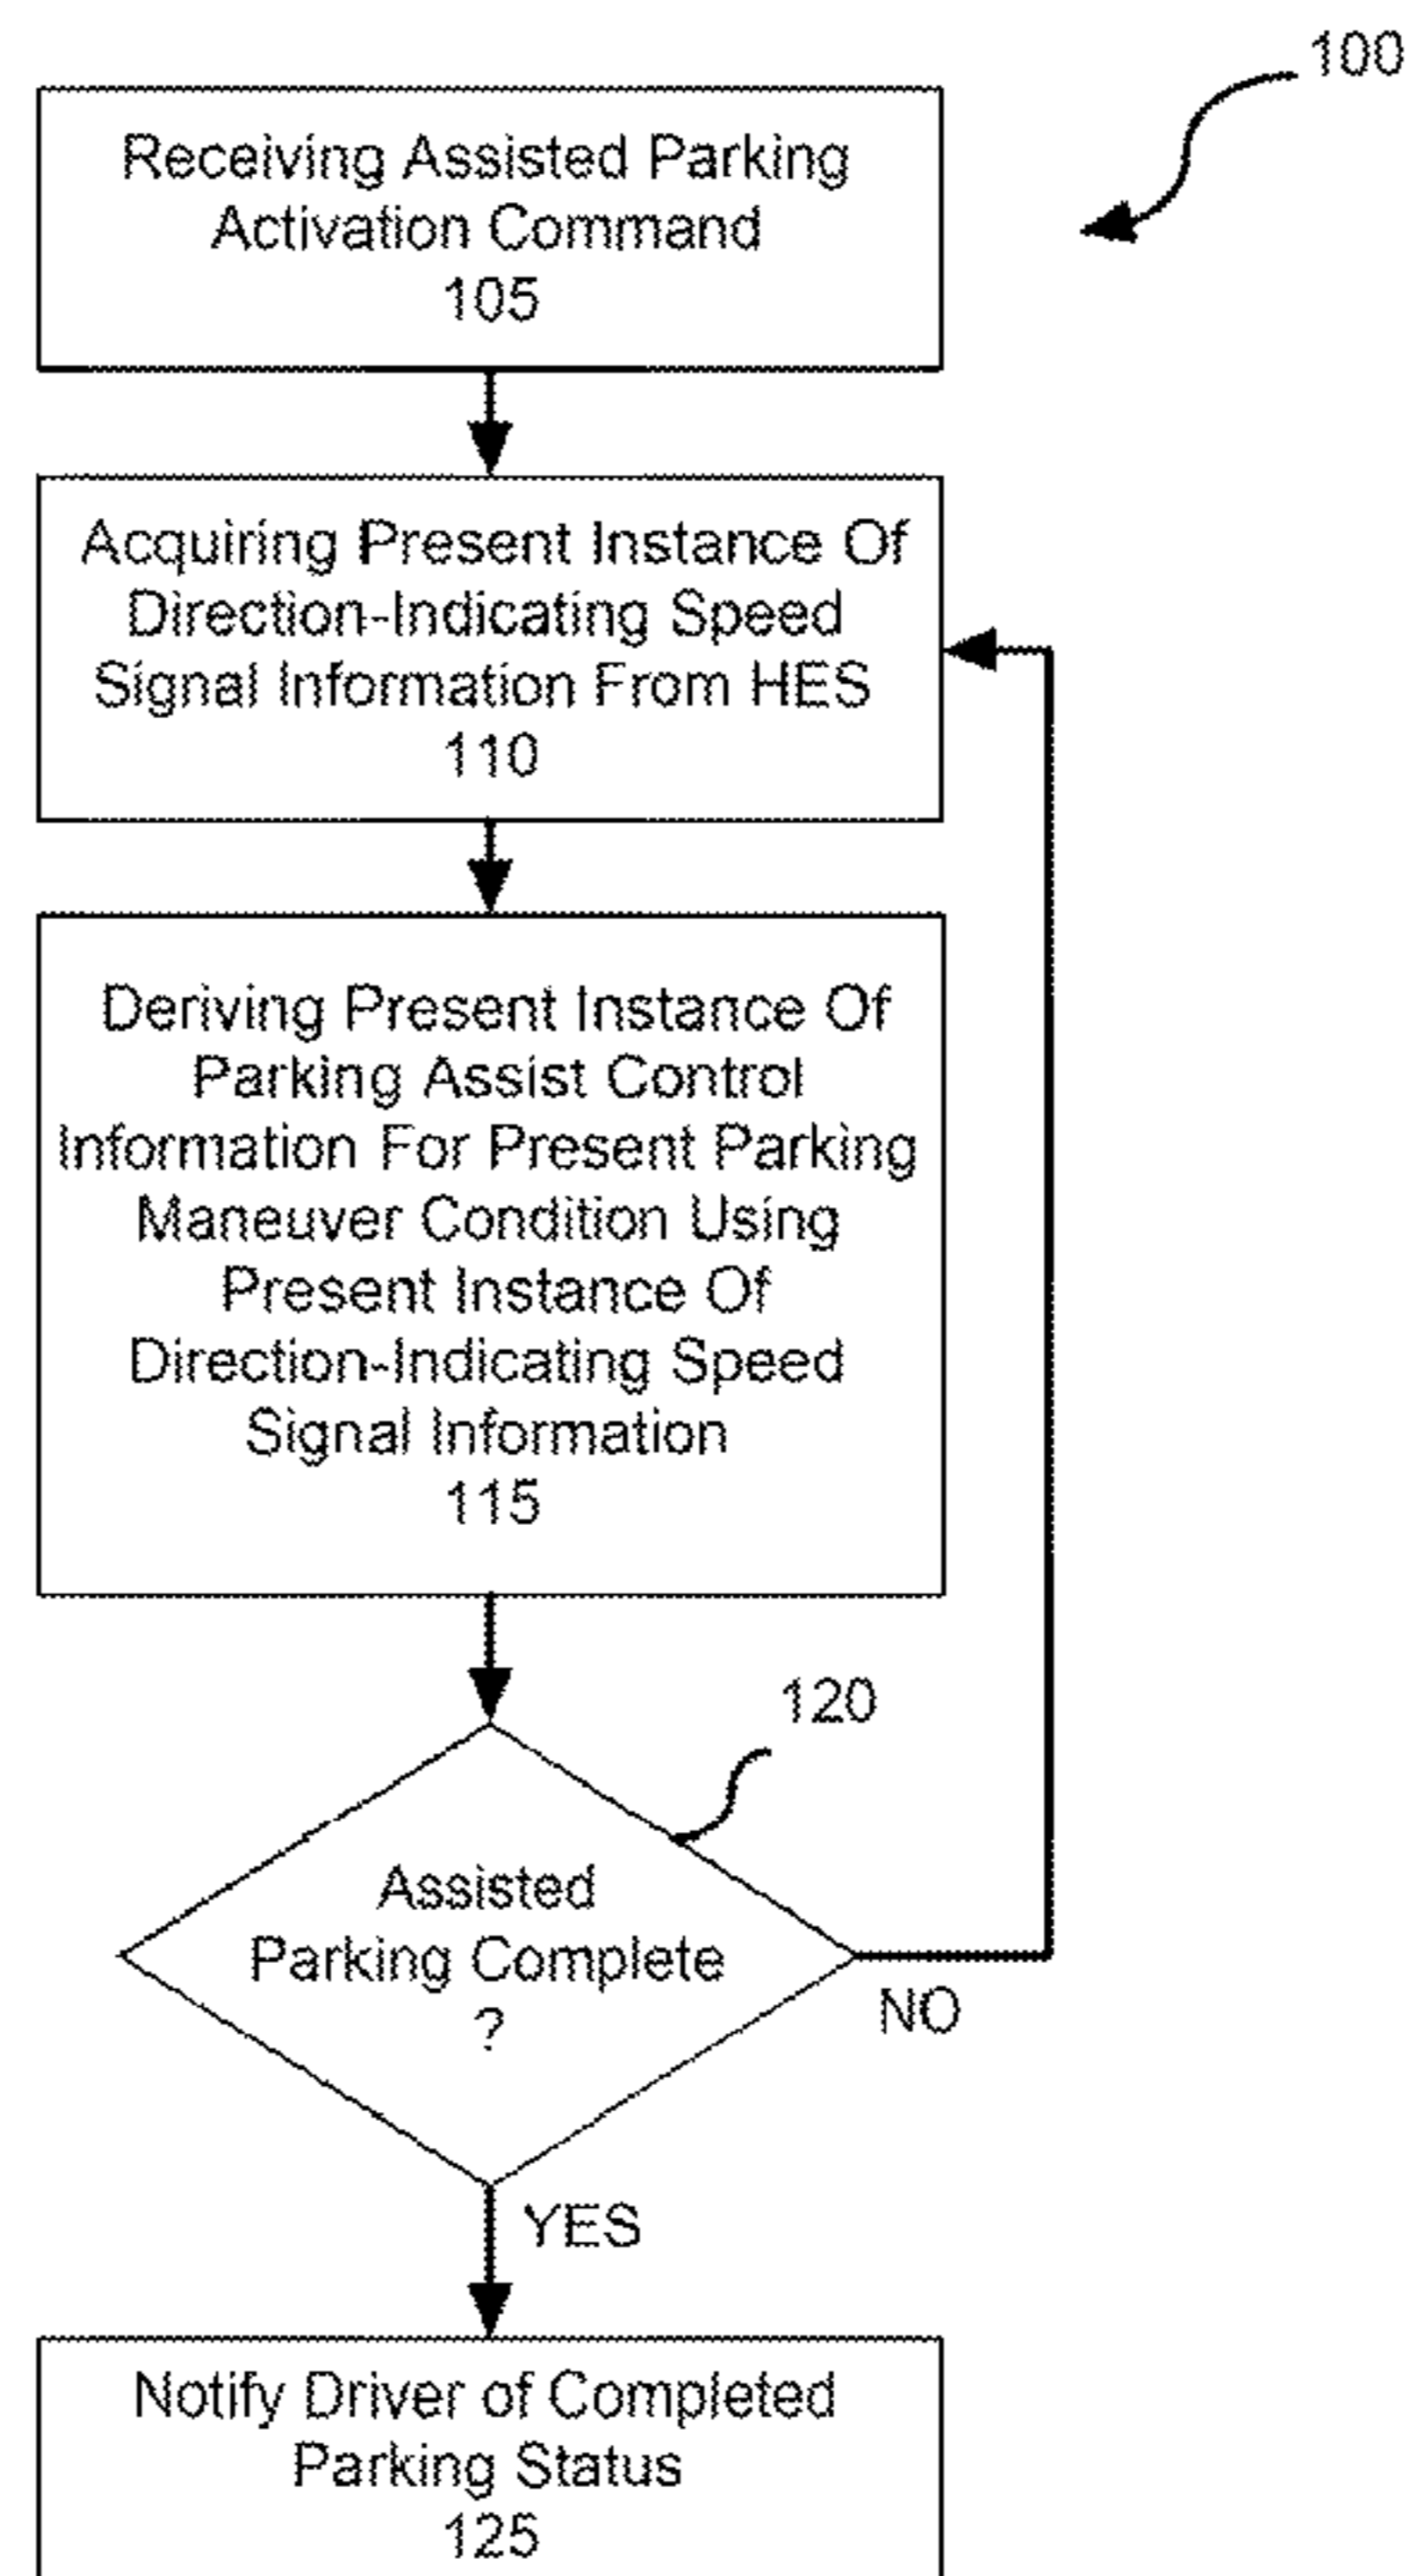 100
Receiving Assisted Parking
Activation Command
105
Acquiring Present Instance Of
Direction-Indicating Speed
Signal Information From HES
110
Deriving Present Instance Of
Parking Assist Control
Information For Present Parking
Maneuver Condition Using
Present Instance Of
Direction-Indicating Speed
Signal Information
115
120
Assisted
Parking Complete
?
NO
YES
Notify Driver of Completed
Parking Status
125